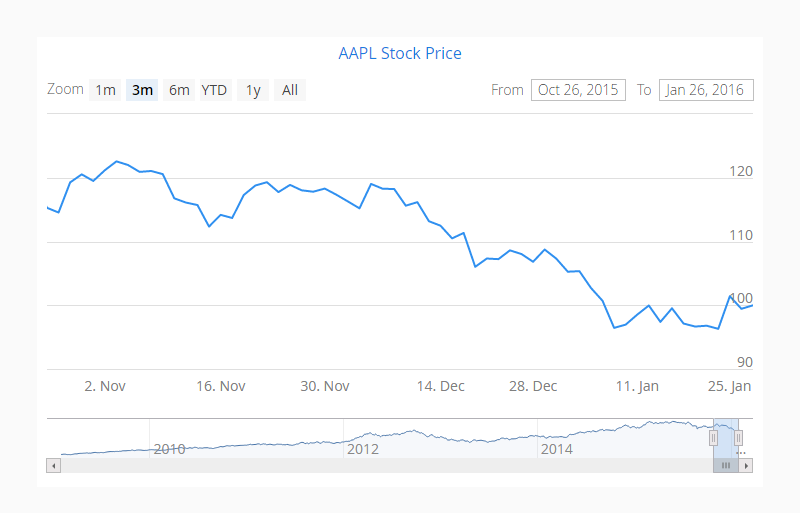 AAPL Stock Price
Zoom 1m 3m 6m YTD 1y All From Oct 26, 2015 To Jan 26, 2016
120
110
100
90
2. Nov 16. Nov 30. Nov 14. Dec 28. Dec 11. Jan 25. Jan
2010 2012 2014 ...